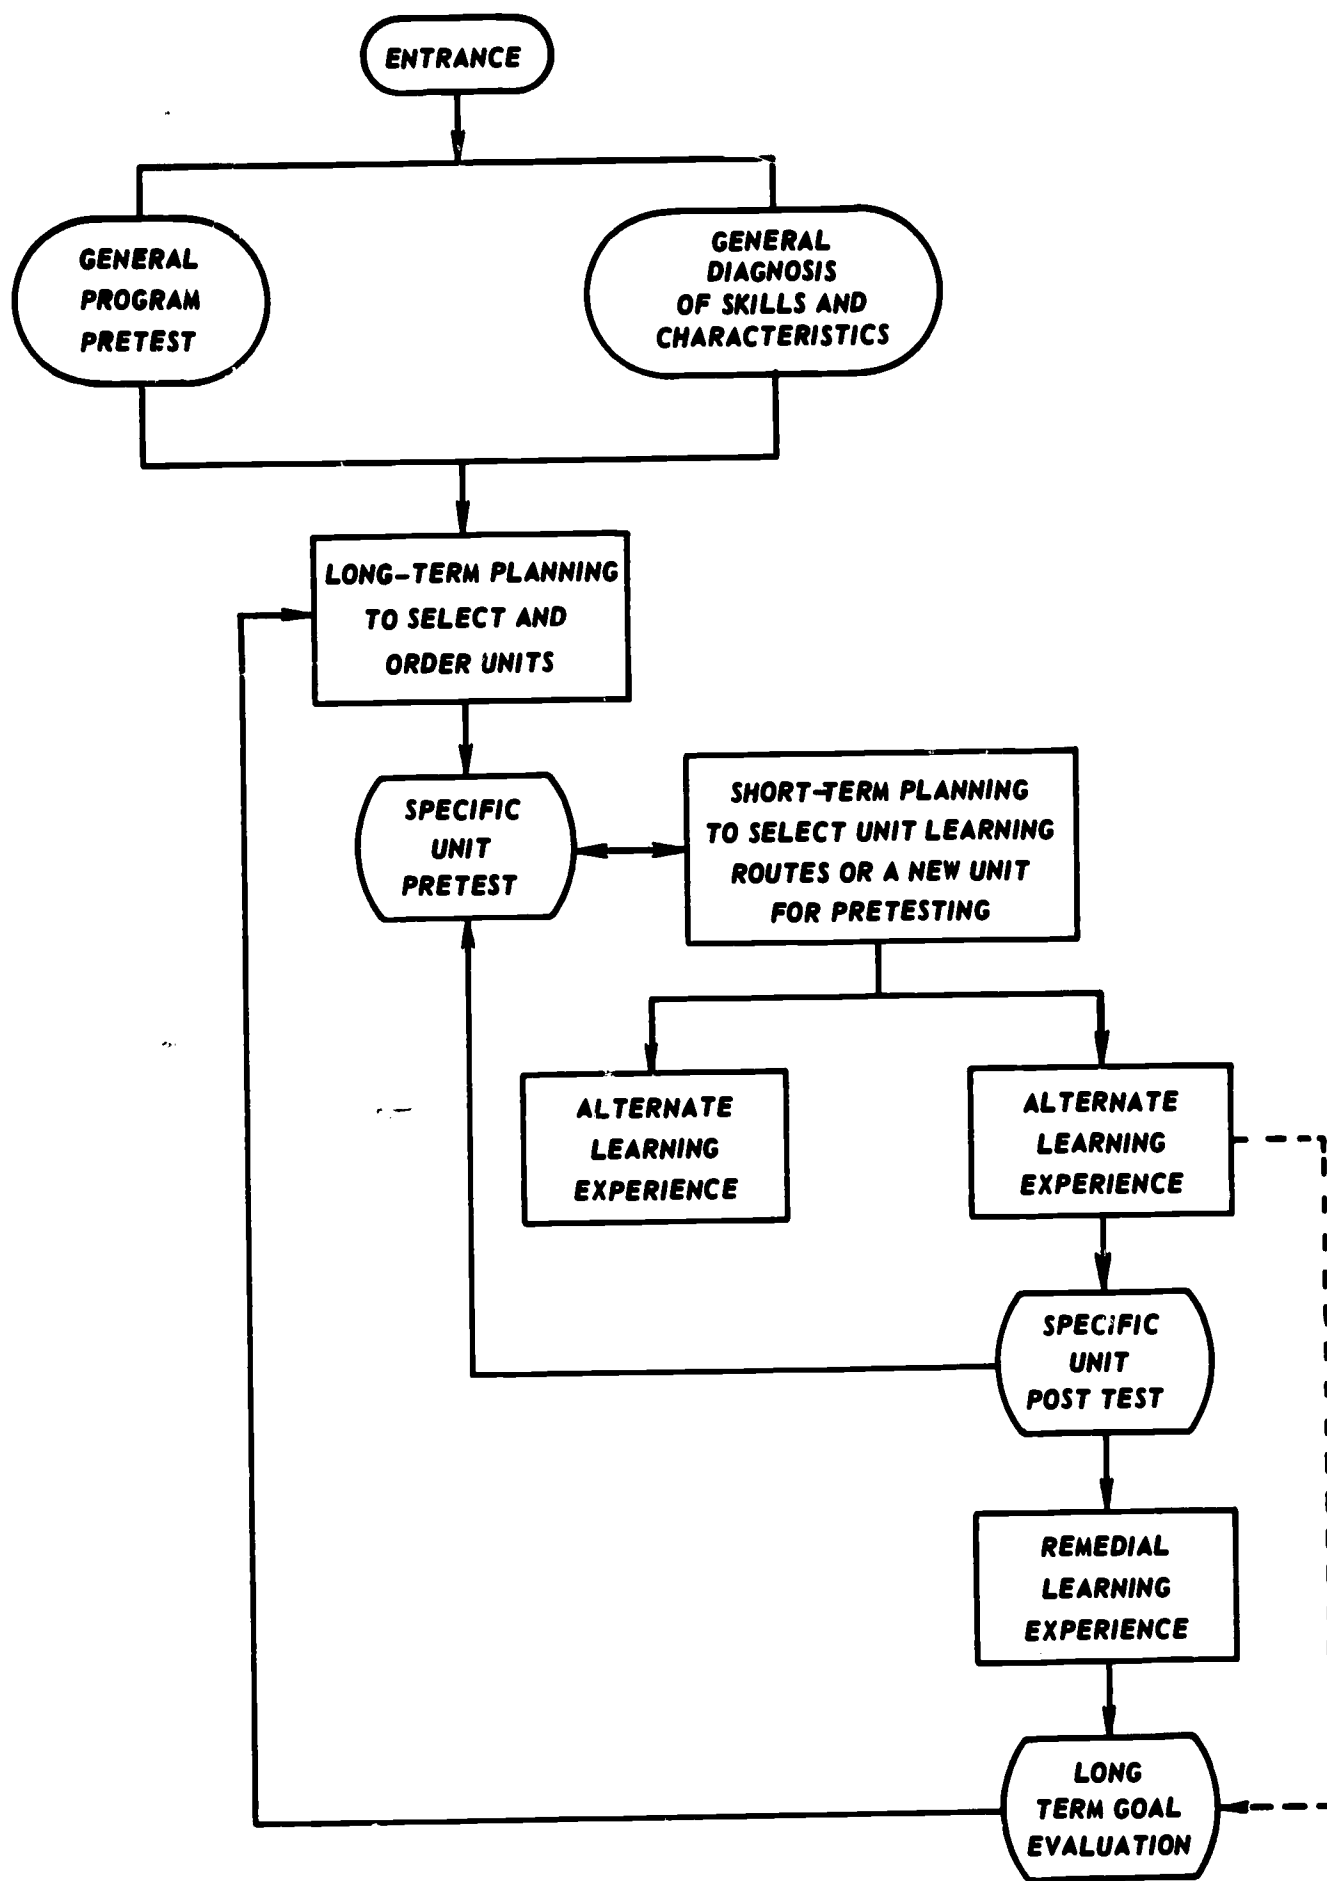 ENTRANCE
GENERAL
PROGRAM
PRETEST
GENERAL
DIAGNOSIS
OF SKILLS AND
CHARACTERISTICS
LONG-TERM PLANNING
TO SELECT AND
ORDER UNITS
SPECIFIC
UNIT
PRETEST
SHORT-TERM PLANNING
TO SELECT UNIT LEARNING
ROUTES OR A NEW UNIT
FOR PRETESTING
ALTERNATE
LEARNING
EXPERIENCE
ALTERNATE
LEARNING
EXPERIENCE
SPECIFIC
UNIT
POST TEST
REMEDIAL
LEARNING
EXPERIENCE
LONG
TERM GOAL
EVALUATION